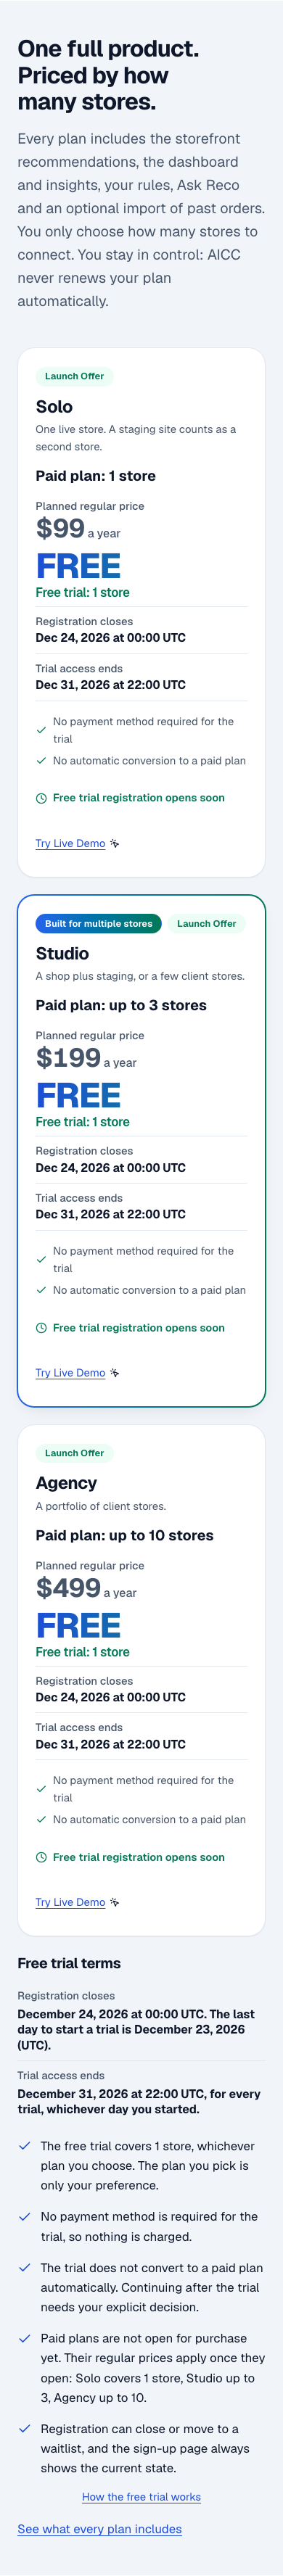 One full product.
Priced by how
many stores.
Every plan includes the storefront
recommendations, the dashboard
and insights, your rules, Ask Reco
and an optional import of past orders.
You only choose how many stores to
connect. You stay in control: AICC
never renews your plan
automatically.
Launch Offer
Solo
One live store. A staging site counts as a
second store.
Paid plan: 1 store
Planned regular price
$99 a year
FREE
Free trial: 1 store
Registration closes
Dec 24, 2026 at 00:00 UTC
Trial access ends
Dec 31, 2026 at 22:00 UTC
No payment method required for the
trial
No automatic conversion to a paid plan
Free trial registration opens soon
Try Live Demo
Built for multiple stores Launch Offer
Studio
A shop plus staging, or a few client stores.
Paid plan: up to 3 stores
Planned regular price
$199 a year
FREE
Free trial: 1 store
Registration closes
Dec 24, 2026 at 00:00 UTC
Trial access ends
Dec 31, 2026 at 22:00 UTC
No payment method required for the
trial
No automatic conversion to a paid plan
Free trial registration opens soon
Try Live Demo
Launch Offer
Agency
A portfolio of client stores.
Paid plan: up to 10 stores
Planned regular price
$499 a year
FREE
Free trial: 1 store
Registration closes
Dec 24, 2026 at 00:00 UTC
Trial access ends
Dec 31, 2026 at 22:00 UTC
No payment method required for the
trial
No automatic conversion to a paid plan
Free trial registration opens soon
Try Live Demo
Free trial terms
Registration closes
December 24, 2026 at 00:00 UTC. The last
day to start a trial is December 23, 2026
(UTC).
Trial access ends
December 31, 2026 at 22:00 UTC, for every
trial, whichever day you started.
The free trial covers 1 store, whichever
plan you choose. The plan you pick is
only your preference.
No payment method is required for the
trial, so nothing is charged.
The trial does not convert to a paid plan
automatically. Continuing after the trial
needs your explicit decision.
Paid plans are not open for purchase
yet. Their regular prices apply once they
open: Solo covers 1 store, Studio up to
3, Agency up to 10.
Registration can close or move to a
waitlist, and the sign-up page always
shows the current state.
How the free trial works
See what every plan includes